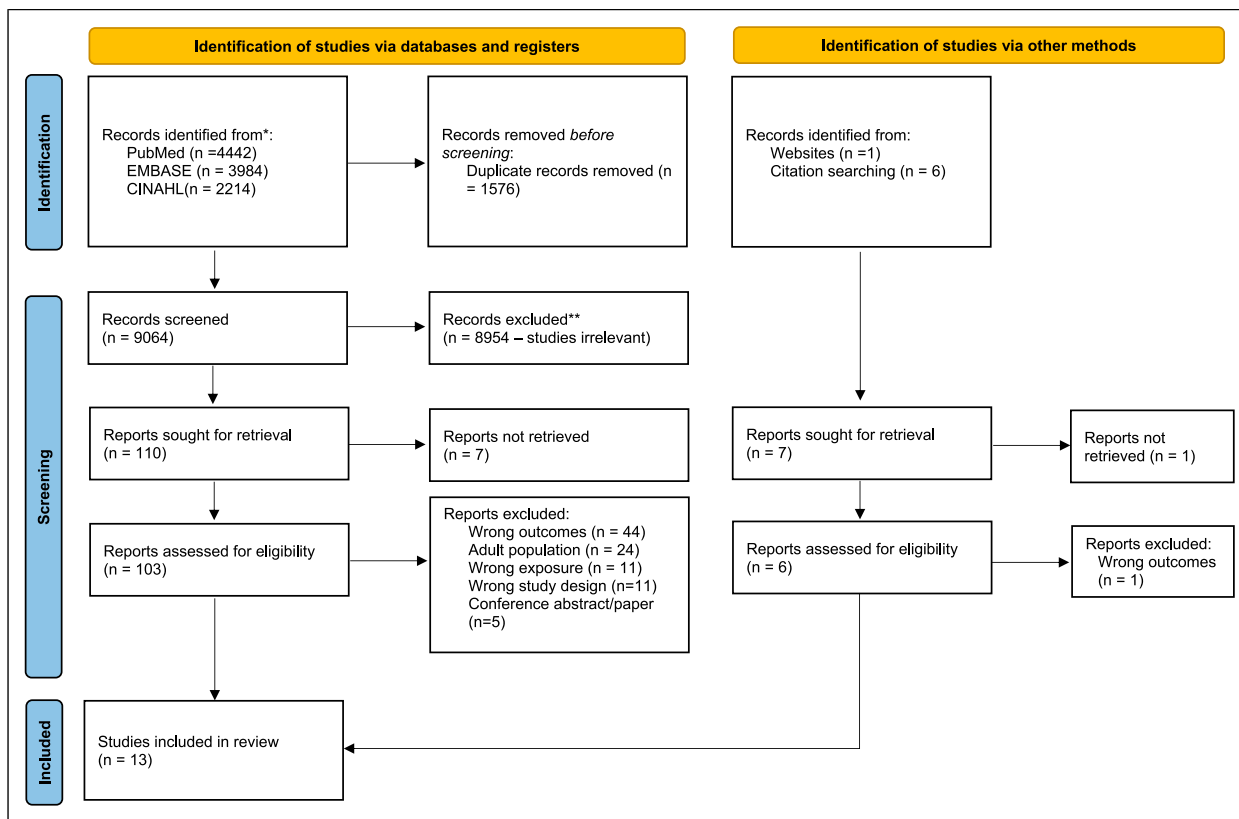 Identification of studies via databases and registers
Identification of studies via other methods
Identification
Records identified from*:
PubMed (n =4442)
EMBASE (n = 3984)
CINAHL(n = 2214)
Records removed before
screening:
Duplicate records removed (n
= 1576)
Records identified from:
Websites (n =1)
Citation searching (n = 6)
Screening
Records screened
(n = 9064)
Records excluded**
(n = 8954 – studies irrelevant)
Reports sought for retrieval
(n = 110)
Reports not retrieved
(n = 7)
Reports sought for retrieval
(n = 7)
Reports not
retrieved (n = 1)
Reports assessed for eligibility
(n = 103)
Reports excluded:
Wrong outcomes (n = 44)
Adult population (n = 24)
Wrong exposure (n = 11)
Wrong study design (n=11)
Conference abstract/paper
(n=5)
Reports assessed for eligibility
(n = 6)
Reports excluded:
Wrong outcomes
(n = 1)
Included
Studies included in review
(n = 13)